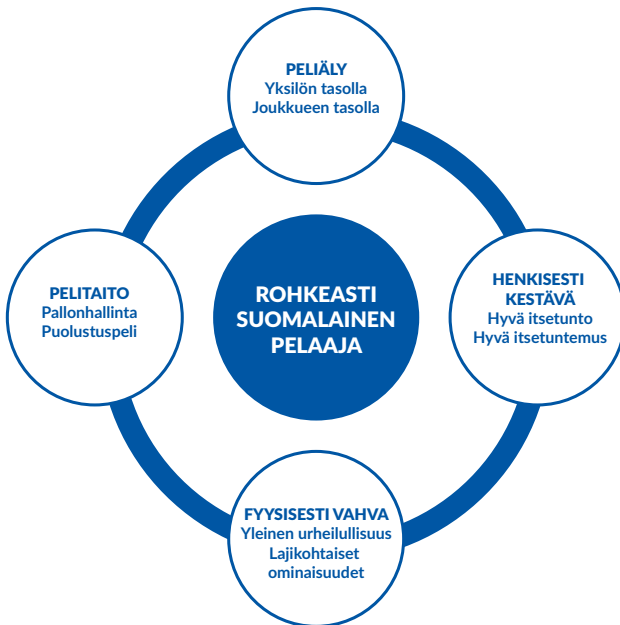 PELIÄLY
Yksilön tasolla
Joukkueen tasolla
PELITAITO
Pallonhallinta
Puolustuspeli
ROHKEASTI
SUOMALAINEN
PELAAJA
HENKISESTI
KESTÄVÄ
Hyvä itsetunto
Hyvä itsetuntemus
FYYSISESTI VAHVA
Yleinen urheilullisuus
Lajikohtaiset
ominaisuudet